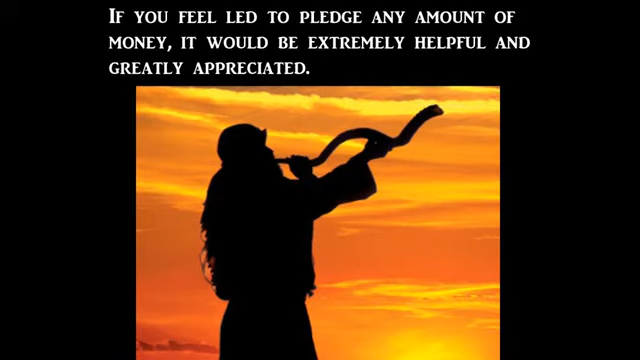 If you feel led to pledge any amount of
money, it would be extremely helpful and
greatly appreciated.